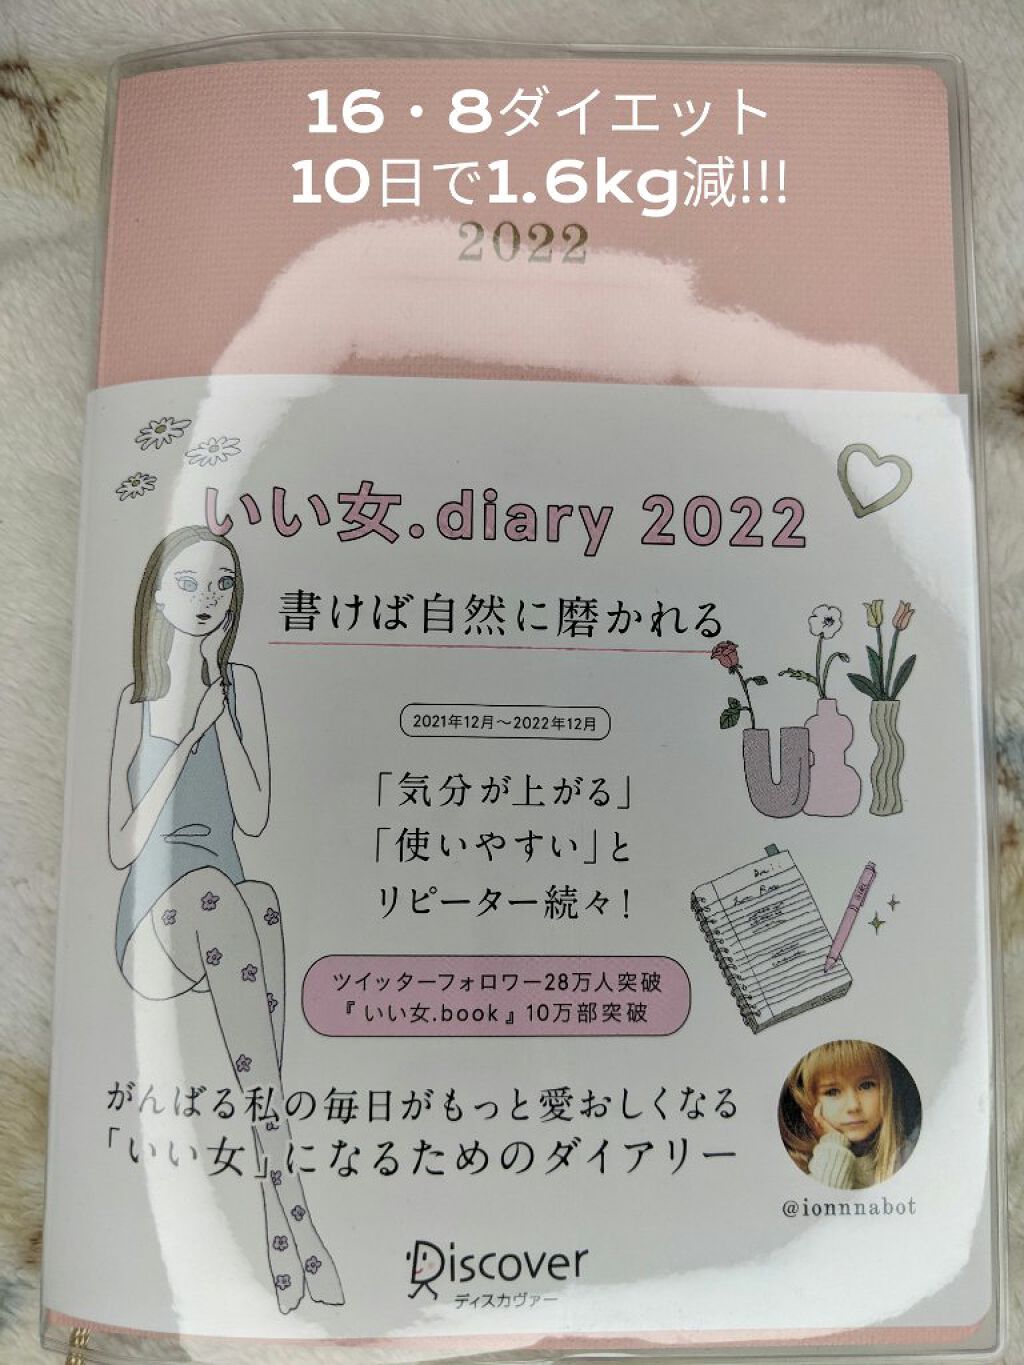 16・8ダイエット
10日で1.6kg減!!!
2022
いい女.diary 2022
書けば自然に磨かれる
2021年12月～2022年12月
「気分が上がる」
「使いやすい」と
リピーター続々!
ツイッターフォロワー28万人突破
『いい女.book』10万部突破
がんばる私の毎日がもっと愛おしくなる
「いい女」になるためのダイアリー
@ionnnabot
Discover
ディスカヴァー